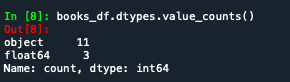 In [8]: books_df.dtypes.value_counts()
Out[8]:
object     11
float64     3
Name: count, dtype: int64